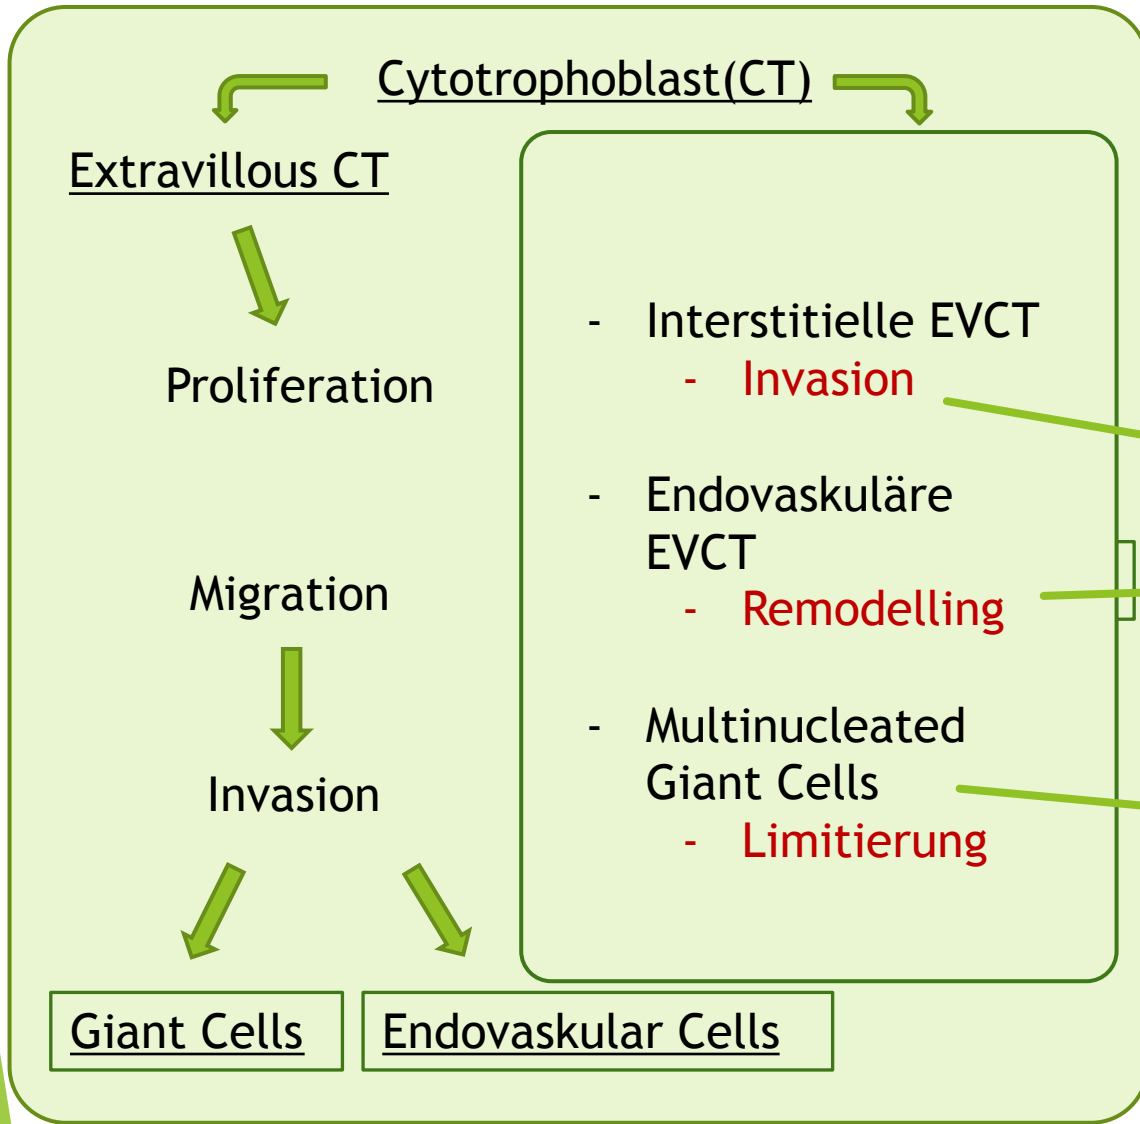 Cytotrophoblast(CT)
Extravillous CT
Proliferation
Migration
Invasion
Giant Cells
Endovaskular Cells
- Interstitielle EVCT
- Invasion
- Endovaskuläre
EVCT
- Remodelling
- Multinucleated
Giant Cells
- Limitierung